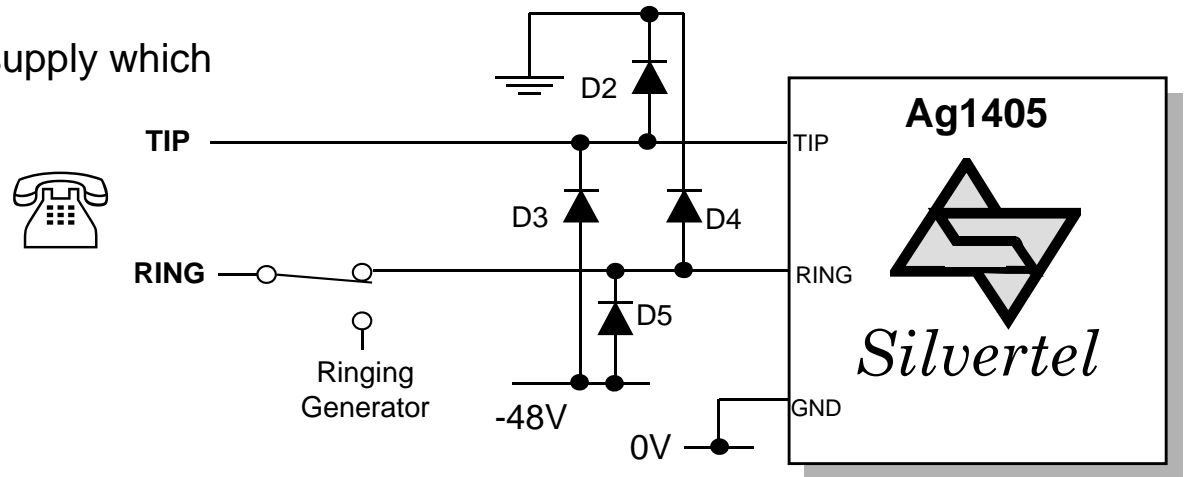 supply which
D2
TIP
Ag1405
TIP
D3
D4
RING
RING
D5
Silvertel
Ringing
Generator
-48V
GND
0V